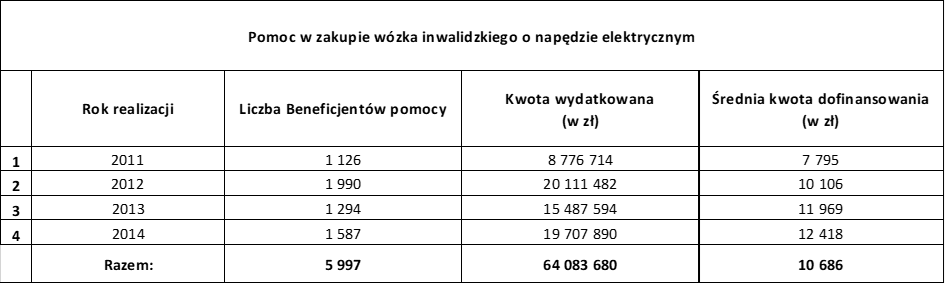 Pomoc w zakupie wózka inwalidzkiego o napędzie elektrycznym
Rok realizacji Liczba Beneficjentów pomocy Kwota wydatkowana (w zł) Średnia kwota dofinansowania (w zł)
1 2011 1 126 8 776 714 7 795
2 2012 1 990 20 111 482 10 106
3 2013 1 294 15 487 594 11 969
4 2014 1 587 19 707 890 12 418
Razem: 5 997 64 083 680 10 686